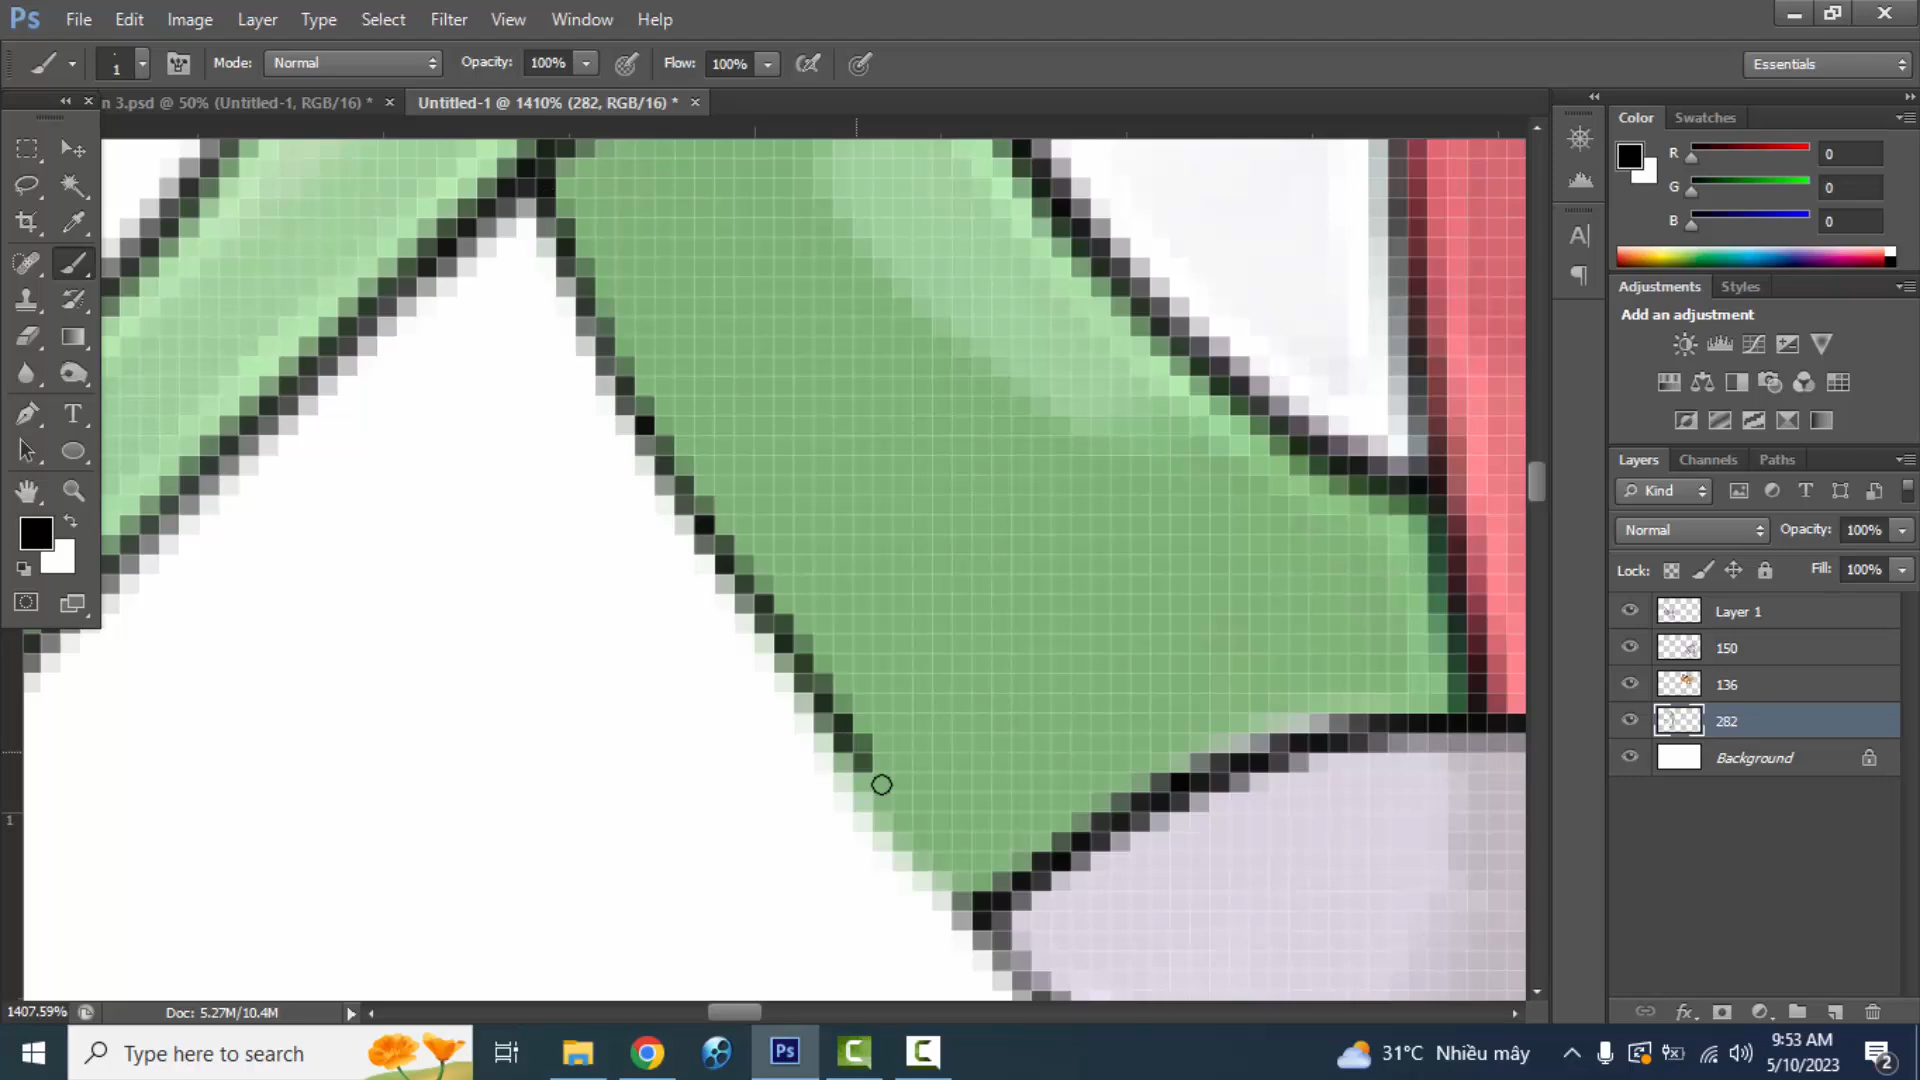 Ps File Edit Image Layer Type Select Filter View Window Help
1 Mode: Normal Opacity: 100% Flow: 100% Essentials
n 3.psd @ 50% (Untitled-1, RGB/16) * × Untitled-1 @ 1410% (282, RGB/16) * ×
Color Swatches
R 0
G 0
B 0
Adjustments Styles
Add an adjustment
Layers Channels Paths
Kind
Normal Opacity: 100%
Lock: Fill: 100%
Layer 1
150
136
282
Background
1
1407.59% Doc: 5.27M/10.4M
Type here to search
Ps
31°C Nhiều mây
9:53 AM
5/10/2023
2